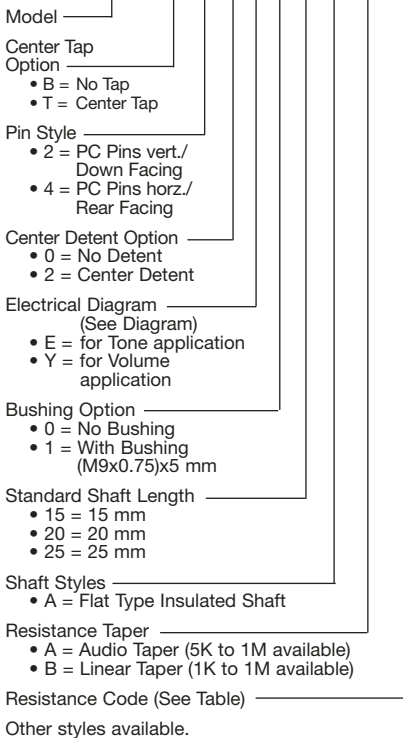 Model
Center Tap
Option
• B = No Tap
• T = Center Tap
Pin Style
• 2 = PC Pins vert./
Down Facing
• 4 = PC Pins horz./
Rear Facing
Center Detent Option
• 0 = No Detent
• 2 = Center Detent
Electrical Diagram
(See Diagram)
• E = for Tone application
• Y = for Volume
application
Bushing Option
• 0 = No Bushing
• 1 = With Bushing
(M9x0.75)x5 mm
Standard Shaft Length
• 15 = 15 mm
• 20 = 20 mm
• 25 = 25 mm
Shaft Styles
• A = Flat Type Insulated Shaft
Resistance Taper
• A = Audio Taper (5K to 1M available)
• B = Linear Taper (1K to 1M available)
Resistance Code (See Table)
Other styles available.